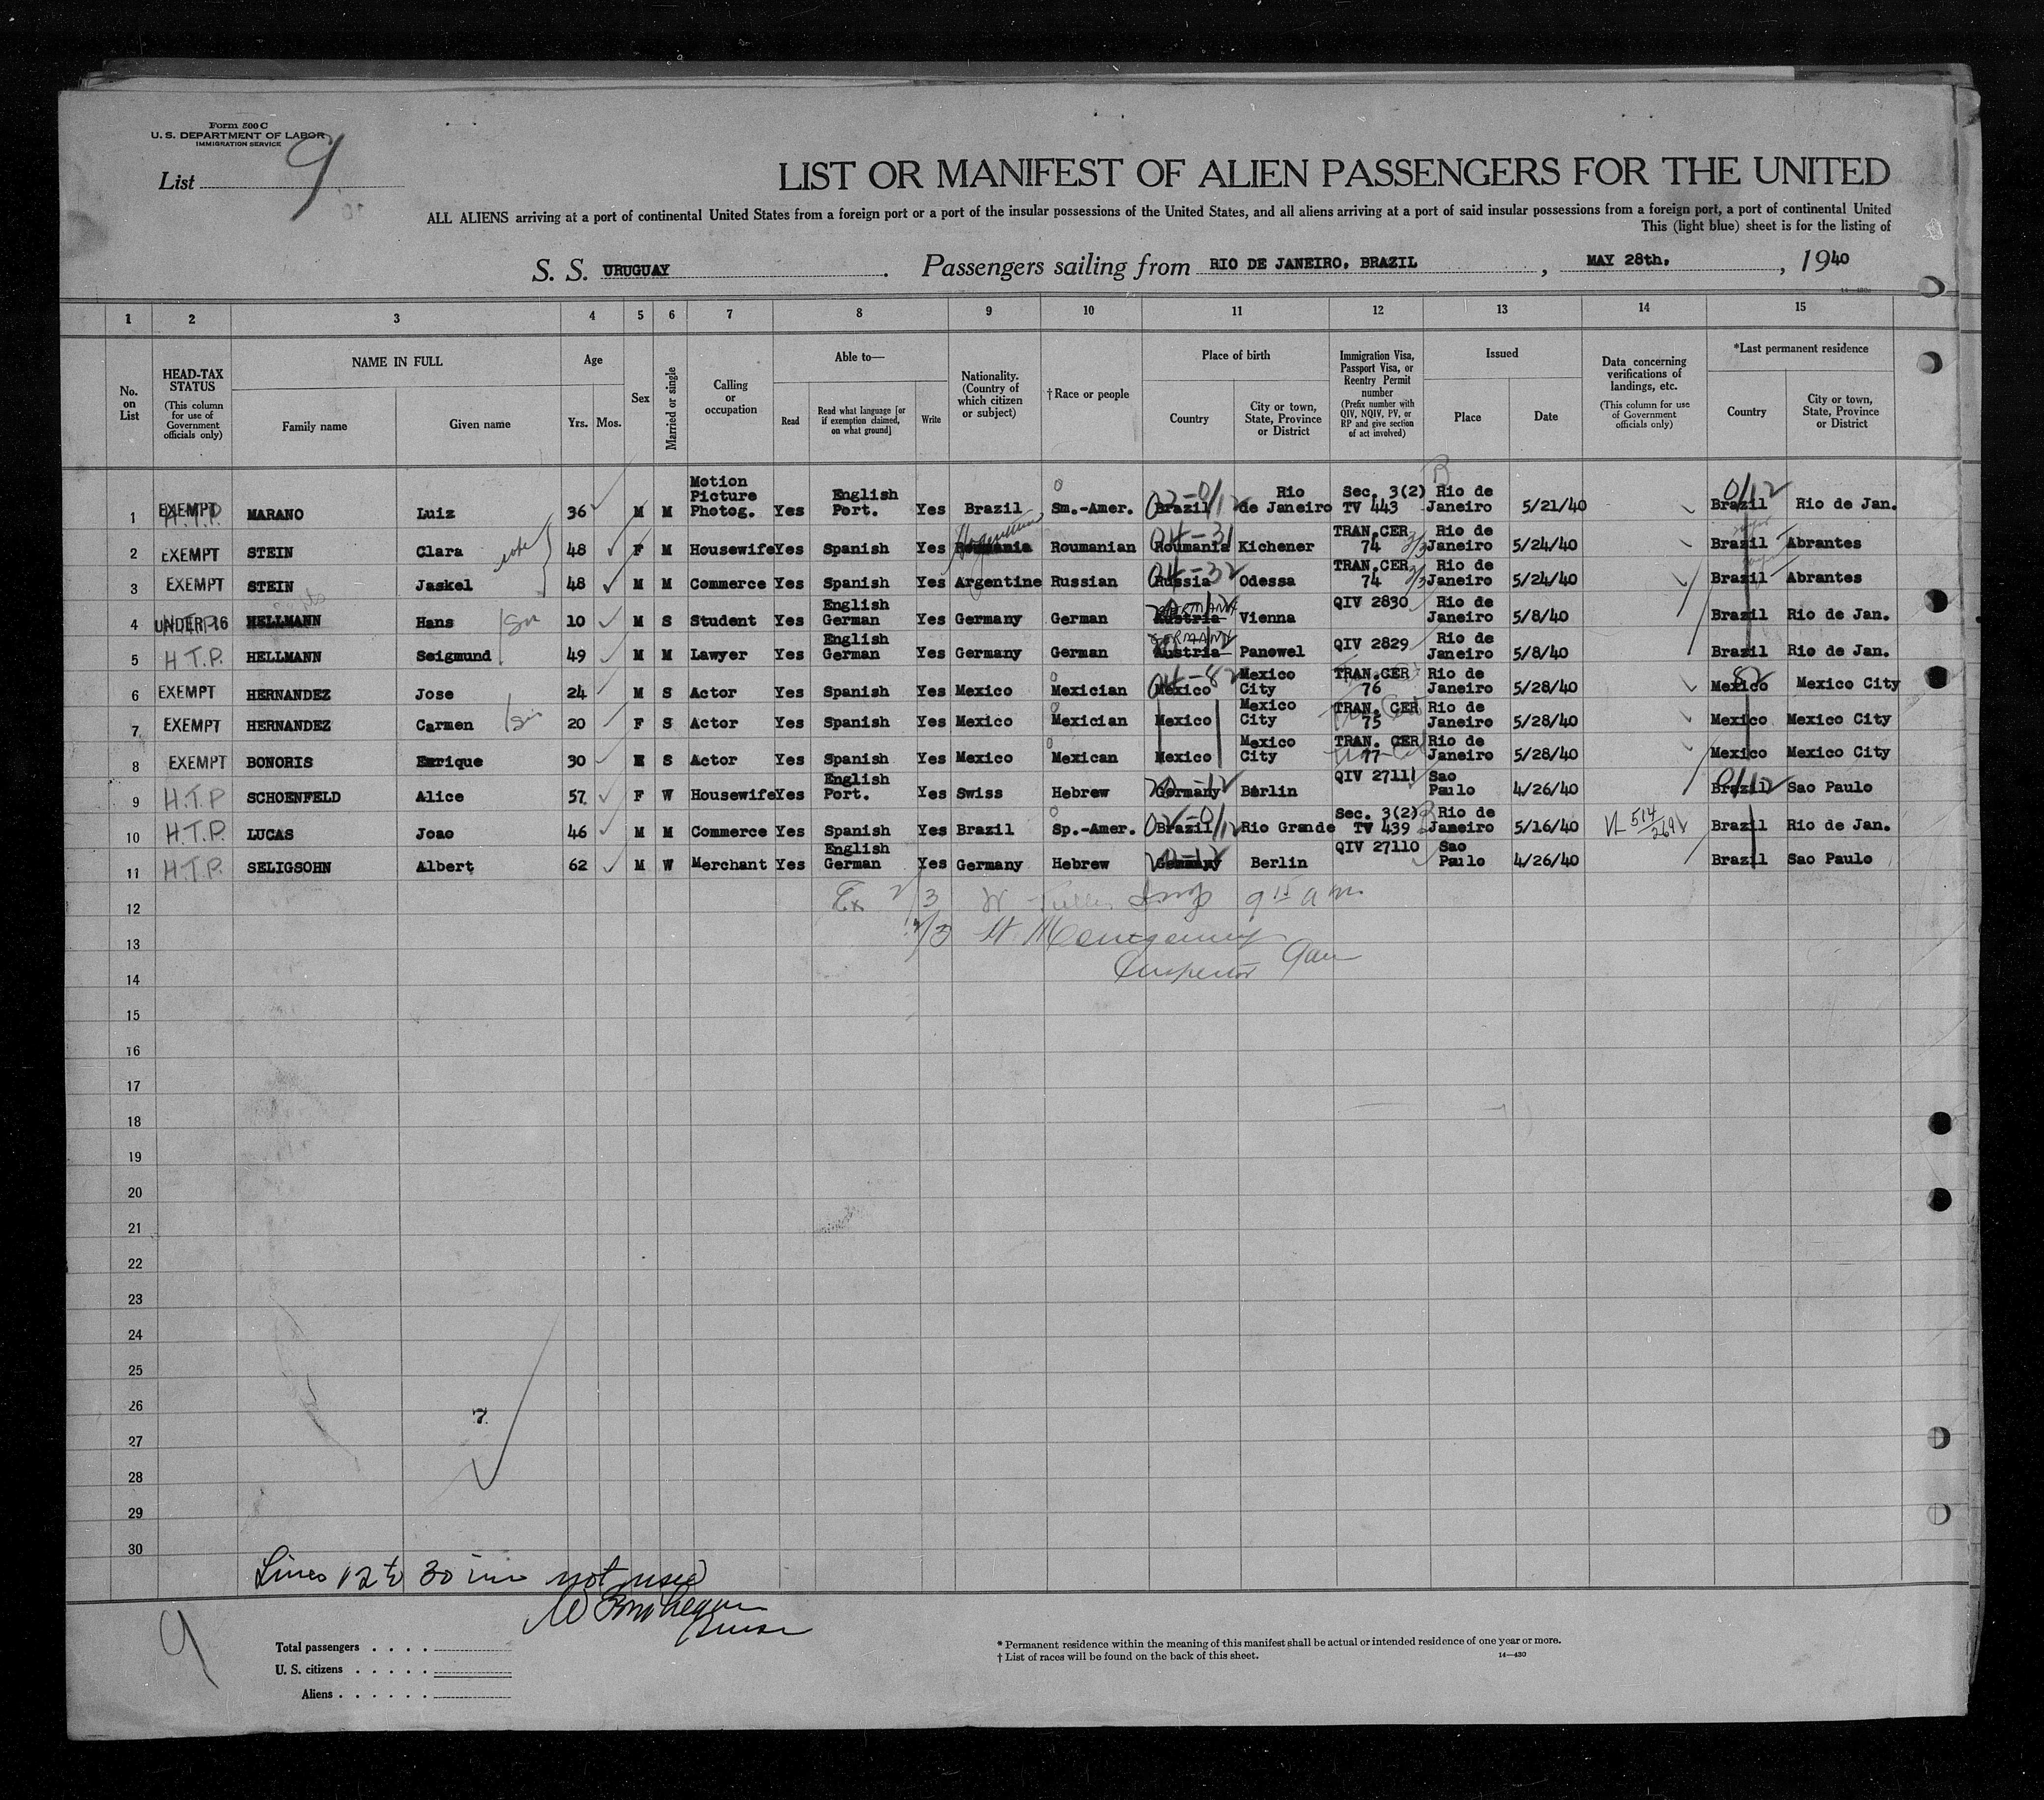 Form 500 C
U. S. DEPARTMENT OF LABOR
IMMIGRATION SERVICE
List 9
LIST OR MANIFEST OF ALIEN PASSENGERS FOR THE UNITED
ALL ALIENS arriving at a port of continental United States from a foreign port or a port of the insular possessions of the United States, and all aliens arriving at a port of said insular possessions from a foreign port, a port of continental United
This (light blue) sheet is for the listing of
S. S. URUGUAY. Passengers sailing from RIO DE JANEIRO, BRAZIL, MAY 28th., 1940
1 2 3 4 5 6 7 8 9 10 11 12 13 14 15
No. on List
HEAD-TAX STATUS (This column for use of Government officials only)
NAME IN FULL Family name Given name
Age Yrs. Mos.
Sex
Married or single
Calling or occupation
Able to— Read Read what language [or if exemption claimed, on what ground] Write
Nationality. (Country of which citizen or subject)
† Race or people
Place of birth Country City or town, State, Province or District
Immigration Visa, Passport Visa, or Reentry Permit number (Prefix number with QIV, NQIV, PV, or RP and give section of act involved)
Issued Place Date
Data concerning verifications of landings, etc. (This column for use of Government officials only)
*Last permanent residence Country City or town, State, Province or District
1 EXEMPT MARANO Luiz 36 M M Motion Picture Photog. Yes English Port. Yes Brazil Sm.-Amer. Brazil Rio de Janeiro Sec. 3(2) TV 443 Rio de Janeiro 5/21/40 Brazil Rio de Jan.
2 EXEMPT STEIN Clara 48 F M Housewife Yes Spanish Yes Roumania Roumanian Roumania Kichener TRAN.CER 74 Rio de Janeiro 5/24/40 Brazil Abrantes
3 EXEMPT STEIN Jaskel 48 M M Commerce Yes Spanish Yes Argentine Russian Russia Odessa TRAN.CER 74 Rio de Janeiro 5/24/40 Brazil Abrantes
4 UNDER 16 HELLMANN Hans 10 M S Student Yes English German Yes Germany German Austria GERMANY Vienna QIV 2830 Rio de Janeiro 5/8/40 Brazil Rio de Jan.
5 H.T.P. HELLMANN Seigmund 49 M M Lawyer Yes English German Yes Germany German Austria GERMANY Panowel QIV 2829 Rio de Janeiro 5/8/40 Brazil Rio de Jan.
6 EXEMPT HERNANDEZ Jose 24 M S Actor Yes Spanish Yes Mexico Mexician Mexico Mexico City TRAN.CER 76 Rio de Janeiro 5/28/40 Mexico Mexico City
7 EXEMPT HERNANDEZ Carmen 20 F S Actor Yes Spanish Yes Mexico Mexician Mexico Mexico City TRAN. CER 75 Rio de Janeiro 5/28/40 Mexico Mexico City
8 EXEMPT BONORIS Enrique 30 M S Actor Yes Spanish Yes Mexico Mexican Mexico Mexico City TRAN. CER 77 Rio de Janeiro 5/28/40 Mexico Mexico City
9 H.T.P SCHOENFELD Alice 57 F W Housewife Yes English Port. Yes Swiss Hebrew Germany Berlin QIV 27111 Sao Paulo 4/26/40 Brazil Sao Paulo
10 H.T.P. LUCAS Joao 46 M M Commerce Yes Spanish Yes Brazil Sp.-Amer. Brazil Rio Grande Sec. 3(2) TV 439 Rio de Janeiro 5/16/40 Brazil Rio de Jan.
11 H.T.P. SELIGSOHN Albert 62 M W Merchant Yes English German Yes Germany Hebrew Germany Berlin QIV 27110 Sao Paulo 4/26/40 Brazil Sao Paulo
12
13
14 Inspector
15
16
17
18
19
20
21
22
23
24
25
26 7
27
28
29
30
Lines 12 to 30 inc not used
9
Total passengers
U. S. citizens
Aliens
* Permanent residence within the meaning of this manifest shall be actual or intended residence of one year or more.
† List of races will be found on the back of this sheet.
14—430